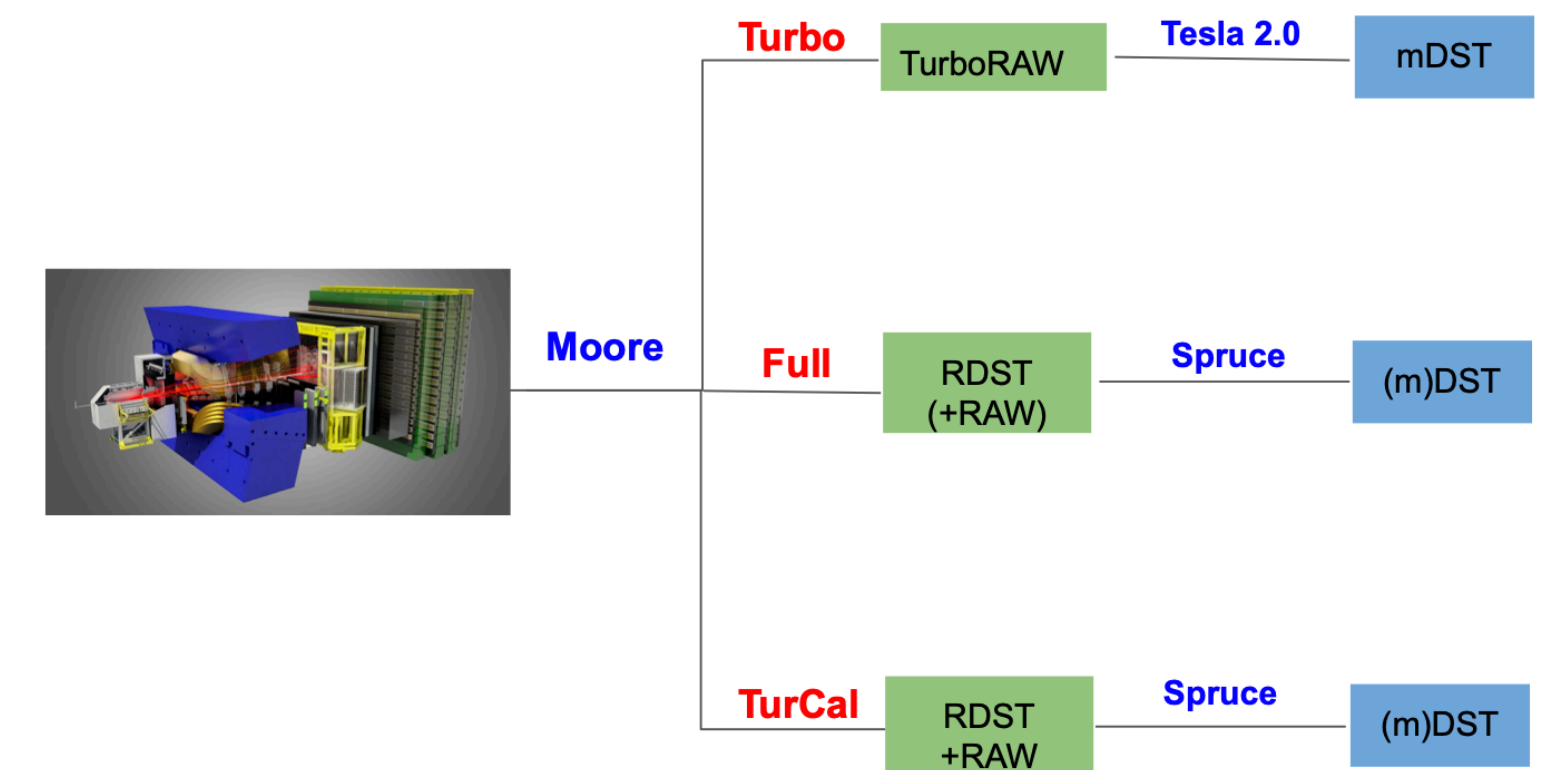 Turbo
TurboRAW
Tesla 2.0
mDST
Moore
Full
RDST
(+RAW)
Spruce
(m)DST
TurCal
RDST
+RAW
Spruce
(m)DST